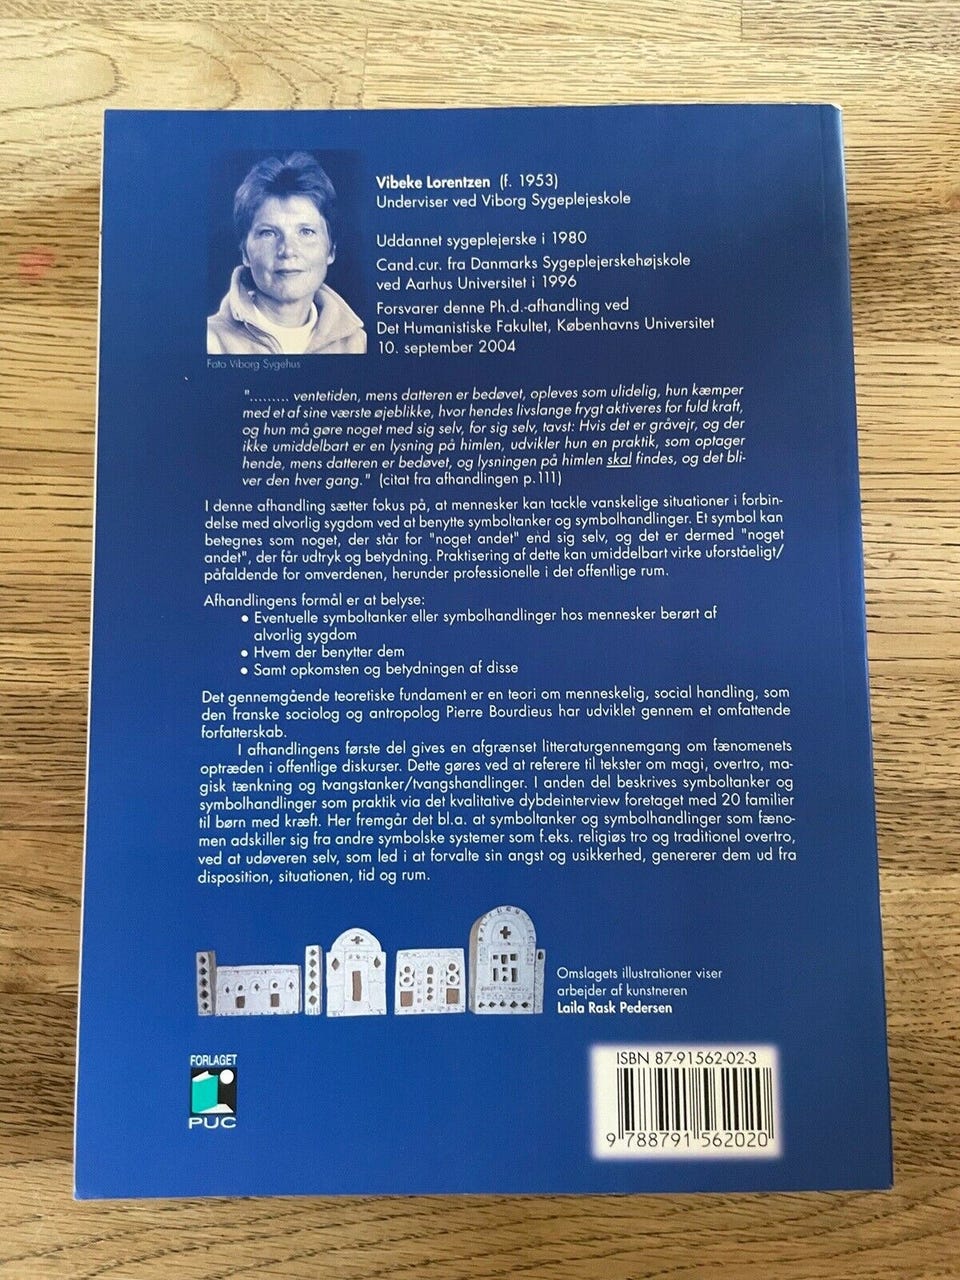 Vibeke Lorentzen (f. 1953)
Underviser ved Viborg Sygeplejeskole
Uddannet sygeplejerske i 1980
Cand.cur. fra Danmarks Sygeplejerskehøjskole
ved Aarhus Universitet i 1996
Forsvarer denne Ph.d.-afhandling ved
Det Humanistiske Fakultet, Københavns Universitet
10. september 2004
Foto Viborg Sygehus
"......... ventetiden, mens datteren er bedøvet, opleves som ulidelig, hun kæmper
med et af sine værste øjeblikke, hvor hendes livslange frygt aktiveres for fuld kraft,
og hun må gøre noget med sig selv, for sig selv, tavst: Hvis det er gråvejr, og der
ikke umiddelbart er en lysning på himlen, udvikler hun en praktik, som optager
hende, mens datteren er bedøvet, og lysningen på himlen skal findes, og det bli-
ver den hver gang." (citat fra afhandlingen p.111)
I denne afhandling sætter fokus på, at mennesker kan tackle vanskelige situationer i forbin-
delse med alvorlig sygdom ved at benytte symboltanker og symbolhandlinger. Et symbol kan
betegnes som noget, der står for "noget andet" end sig selv, og det er dermed "noget
andet", der får udtryk og betydning. Praktisering af dette kan umiddelbart virke uforståeligt/
påfaldende for omverdenen, herunder professionelle i det offentlige rum.
Afhandlingens formål er at belyse:
• Eventuelle symboltanker eller symbolhandlinger hos mennesker berørt af
alvorlig sygdom
• Hvem der benytter dem
• Samt opkomsten og betydningen af disse
Det gennemgående teoretiske fundament er en teori om menneskelig, social handling, som
den franske sociolog og antropolog Pierre Bourdieus har udviklet gennem et omfattende
forfatterskab.
I afhandlingens første del gives en afgrænset litteraturgennemgang om fænomenets
optræden i offentlige diskurser. Dette gøres ved at referere til tekster om magi, overtro, ma-
gisk tænkning og tvangstanker/tvangshandlinger. I anden del beskrives symboltanker og
symbolhandlinger som praktik via det kvalitative dybdeinterview foretaget med 20 familier
til børn med kræft. Her fremgår det bl.a. at symboltanker og symbolhandlinger som fæno-
men adskiller sig fra andre symbolske systemer som f.eks. religiøs tro og traditionel overtro,
ved at udøveren selv, som led i at forvalte sin angst og usikkerhed, genererer dem ud fra
disposition, situationen, tid og rum.
Omslagets illustrationer viser
arbejder af kunstneren
Laila Rask Pedersen
FORLAGET
PUC
ISBN 87-91562-02-3
9 788791 562020